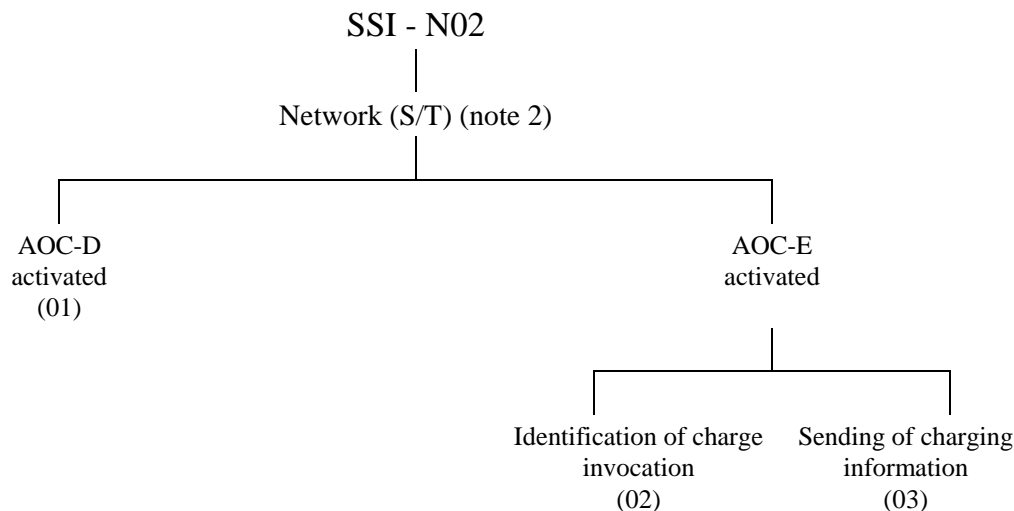 SSI - N02
Network (S/T) (note 2)
AOC-D
activated
(01)
AOC-E
activated
Identification of charge
invocation
(02)
Sending of charging
information
(03)